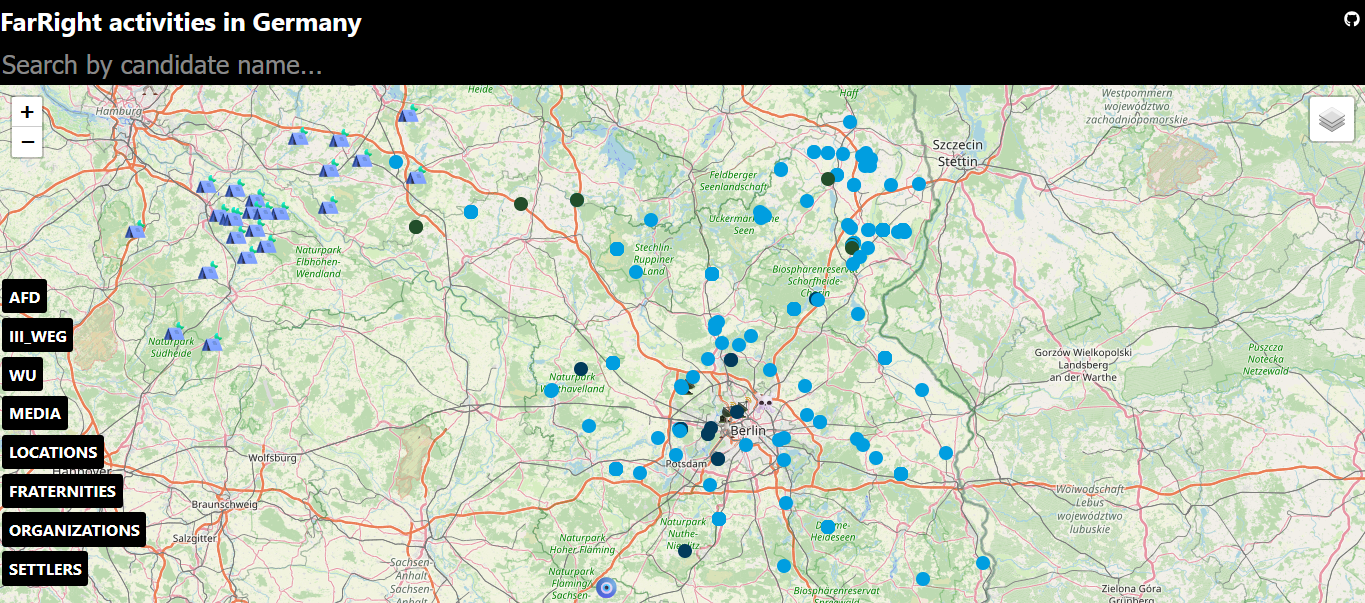 FarRight activities in Germany
Search by candidate name...
+
−
Hamburg
Heide
Haff
Westpommern
województwo
zachodniopomorskie
Szczecin
Stettin
Feldberger
Seenlandschaft
Uckermärkische
Seen
Naturpark
Elbhöhen-
Wendland
Stechlin-
Ruppiner
Land
Biosphärenreservat
Schorfheide-
Chorin
AFD
III_WEG
Naturpark
Südheide
WU
Naturpark
Westhavelland
Gorzów Wielkopolski
Landsberg
an der Warthe
Puszcza
Notecka
Netzewald
MEDIA
Berlin
LOCATIONS
Hannover
Wolfsburg
Potsdam
FRATERNITIES
Braunschweig
Woiwodschaft
Lebus
województwo
lubuskie
ORGANIZATIONS
Salzgitter
Naturpark
Nuthe-
Nieplitz
Dahme-
Heideseen
Naturpark
Hoher Fläming
SETTLERS
Sachsen-
Anhalt
Sachsen-
Anhalt
Naturpark
Fläming/
Sachsen-
Biosphärenreservat
Spreewald
Zielona Góra
Grünberg